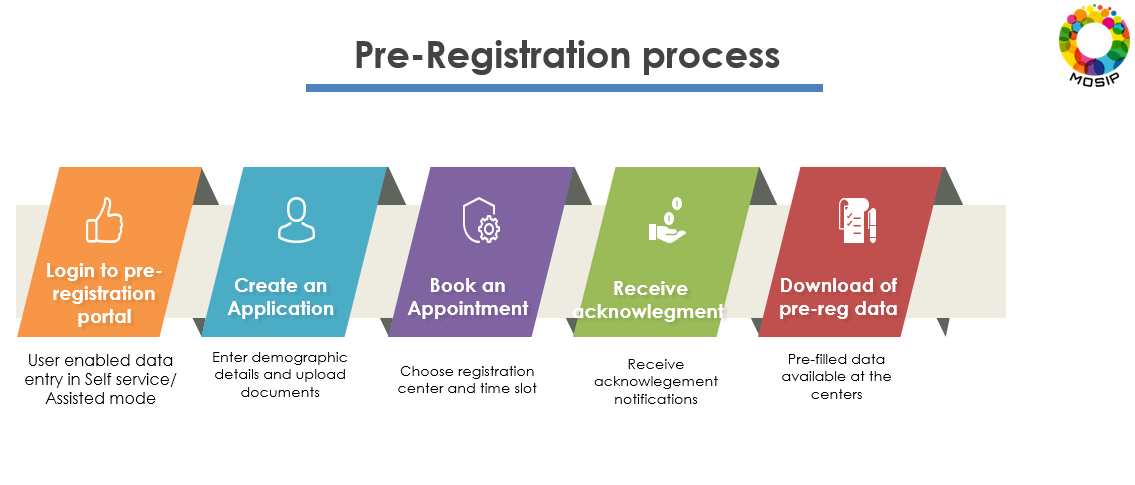 Pre-Registration process
MOSIP
Login to pre-
registration
portal
User enabled data
entry in Self service/
Assisted mode
Create an
Application
Enter demographic
details and upload
documents
Book an
Appointment
Choose registration
center and time slot
Receive
acknowlegment
Receive
acknowlegement
notifications
Download of
pre-reg data
Pre-filled data
available at the
centers